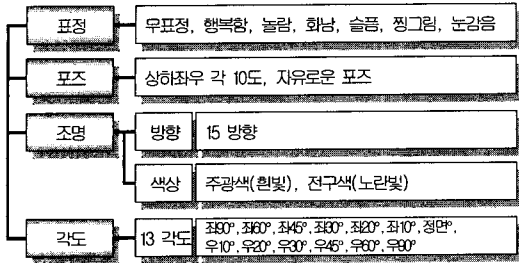 표정 무표정, 행복함, 놀람, 화남, 슬픔, 찡그림, 눈감음
포즈 상하좌우 각 10도, 자유로운 포즈
조명 방향 15 방향
색상 주광색(흰빛), 전구색(노란빛)
각도 13 각도 좌90°, 좌60°, 좌45°, 좌30°, 좌20°, 좌10°, 정면°,
우10°, 우20°, 우30°, 우45°, 우60°, 우90°